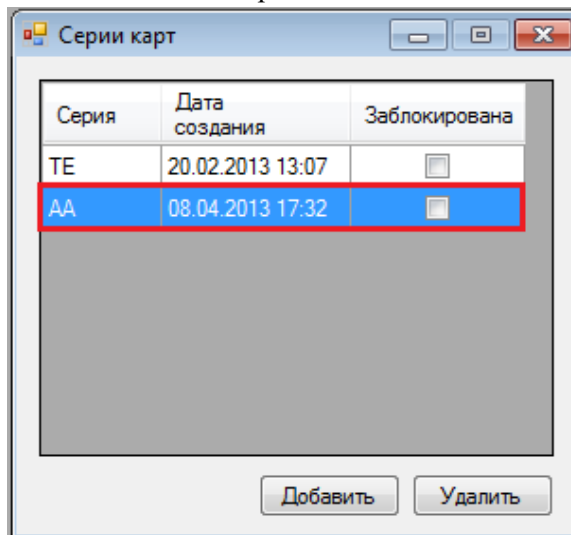 Серии карт
Серия Дата создания Заблокирована
TE 20.02.2013 13:07
AA 08.04.2013 17:32
Добавить Удалить